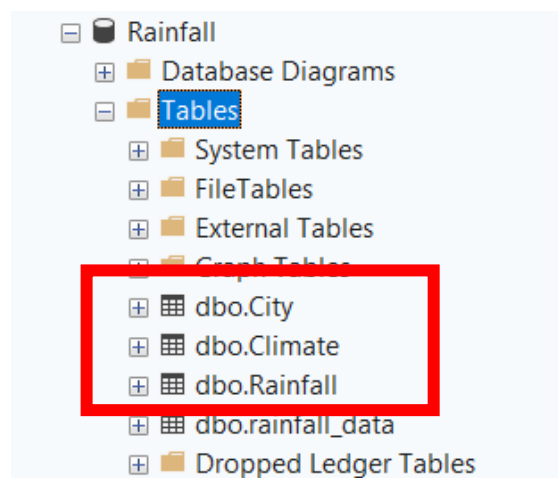 Rainfall
Database Diagrams
Tables
System Tables
FileTables
External Tables
Graph Tables
dbo.City
dbo.Climate
dbo.Rainfall
dbo.rainfall_data
Dropped Ledger Tables